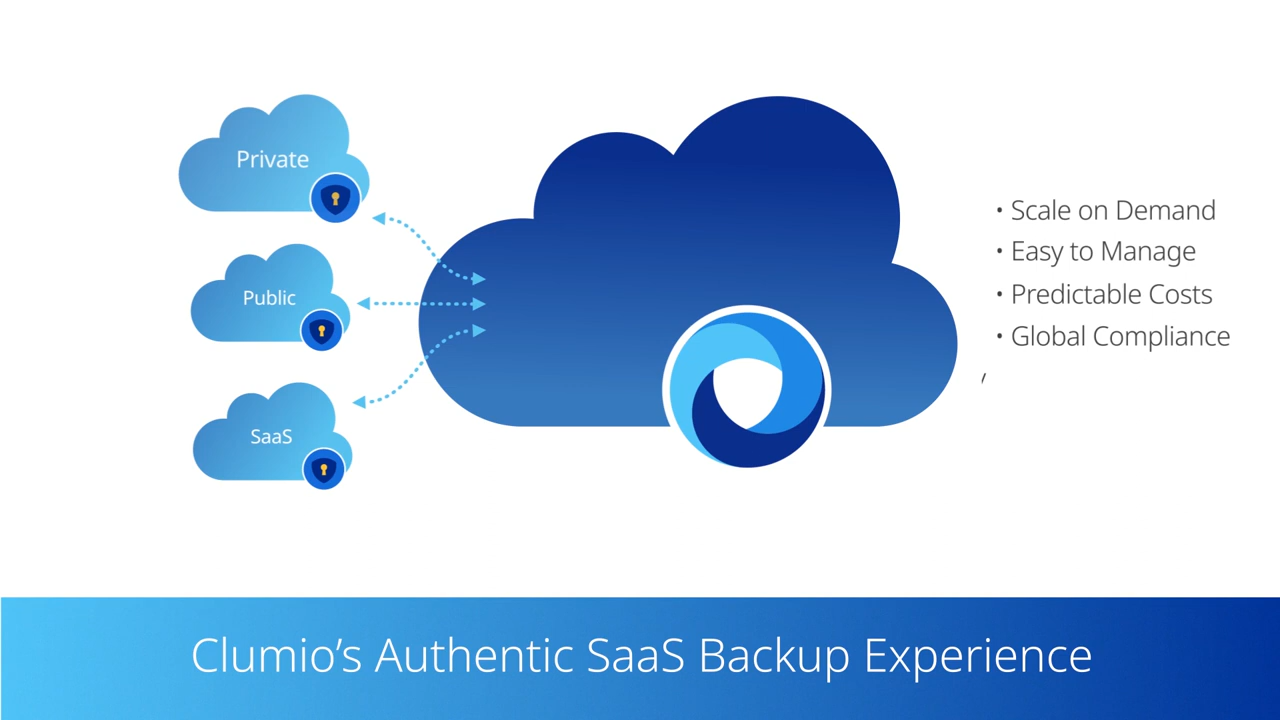 Private
Public
SaaS
• Scale on Demand
• Easy to Manage
• Predictable Costs
• Global Compliance
Clumio’s Authentic SaaS Backup Experience